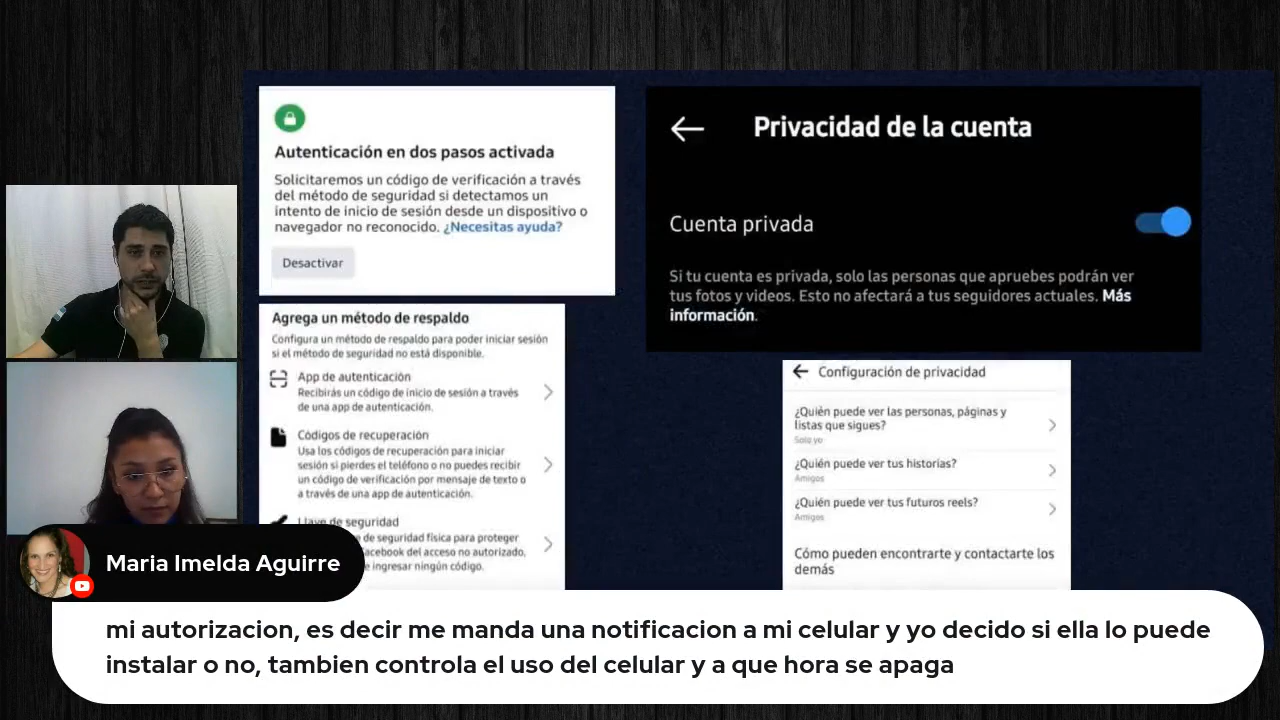 Autenticación en dos pasos activada
Solicitaremos un código de verificación a través
del método de seguridad si detectamos un
intento de inicio de sesión desde un dispositivo o
navegador no reconocido. ¿Necesitas ayuda?
Desactivar
Agrega un método de respaldo
Configura un método de respaldo para poder iniciar sesión
si el método de seguridad no está disponible.
App de autenticación
Recibirás un código de inicio de sesión a través
de una app de autenticación.
Códigos de recuperación
Usa los códigos de recuperación para iniciar
sesión si pierdes el teléfono o no puedes recibir
un código de verificación por mensaje de texto o
a través de una app de autenticación.
Llave de seguridad
de seguridad física para proteger
acebook del acceso no autorizado,
ingresar ningún código.
Privacidad de la cuenta
Cuenta privada
Si tu cuenta es privada, solo las personas que apruebes podrán ver
tus fotos y videos. Esto no afectará a tus seguidores actuales. Más
información.
Configuración de privacidad
¿Quién puede ver las personas, páginas y
listas que sigues?
Solo yo
¿Quién puede ver tus historias?
Amigos
¿Quién puede ver tus futuros reels?
Amigos
Cómo pueden encontrarte y contactarte los
demás
Maria Imelda Aguirre
mi autorizacion, es decir me manda una notificacion a mi celular y yo decido si ella lo puede
instalar o no, tambien controla el uso del celular y a que hora se apaga